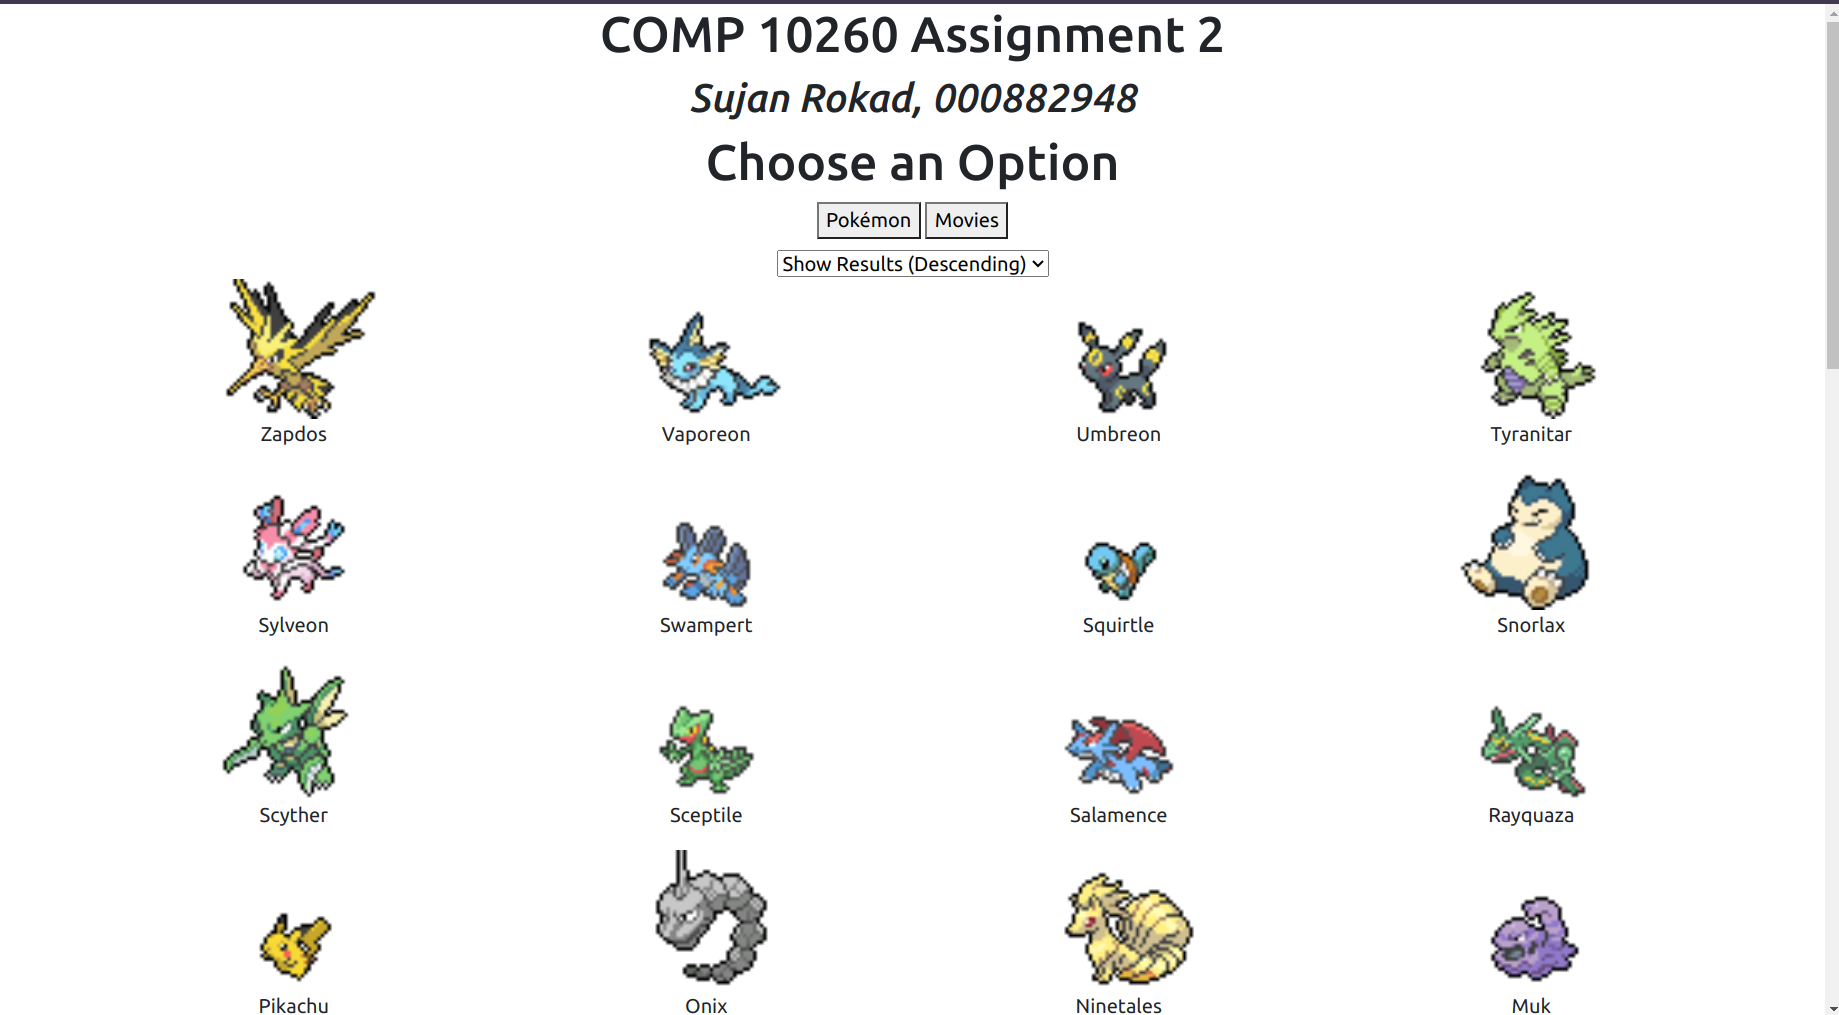 COMP 10260 Assignment 2
Sujan Rokad, 000882948
Choose an Option
Pokémon Movies
Show Results (Descending)
Zapdos Vaporeon Umbreon Tyranitar
Sylveon Swampert Squirtle Snorlax
Scyther Sceptile Salamence Rayquaza
Pikachu Onix Ninetales Muk